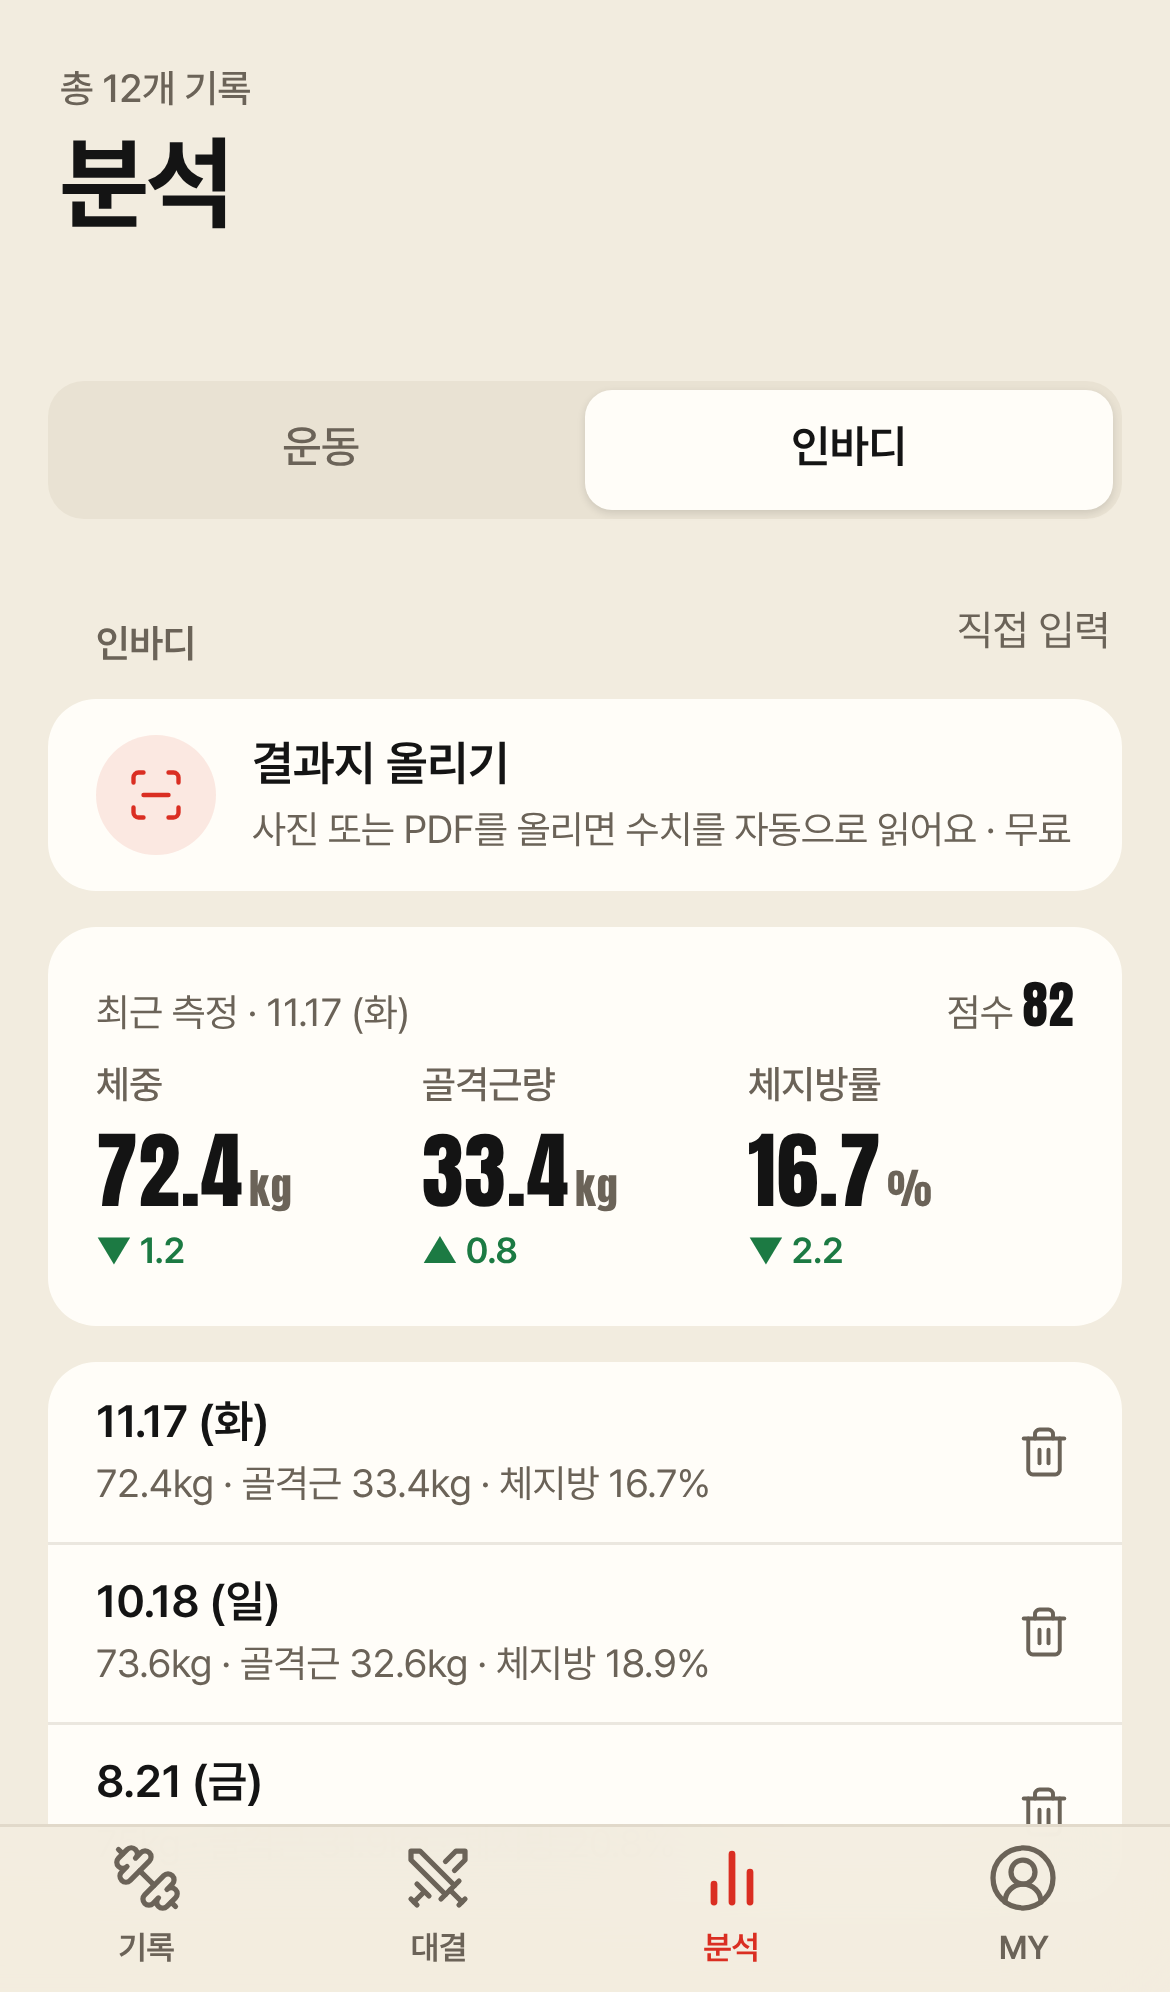 총 12개 기록
분석
운동
인바디
인바디
직접 입력
결과지 올리기
사진 또는 PDF를 올리면 수치를 자동으로 읽어요 · 무료
최근 측정 · 11.17 (화)
점수 82
체중
골격근량
체지방률
72.4kg
33.4kg
16.7%
▼ 1.2
▲ 0.8
▼ 2.2
11.17 (화)
72.4kg · 골격근 33.4kg · 체지방 16.7%
10.18 (일)
73.6kg · 골격근 32.6kg · 체지방 18.9%
8.21 (금)
기록
대결
분석
MY